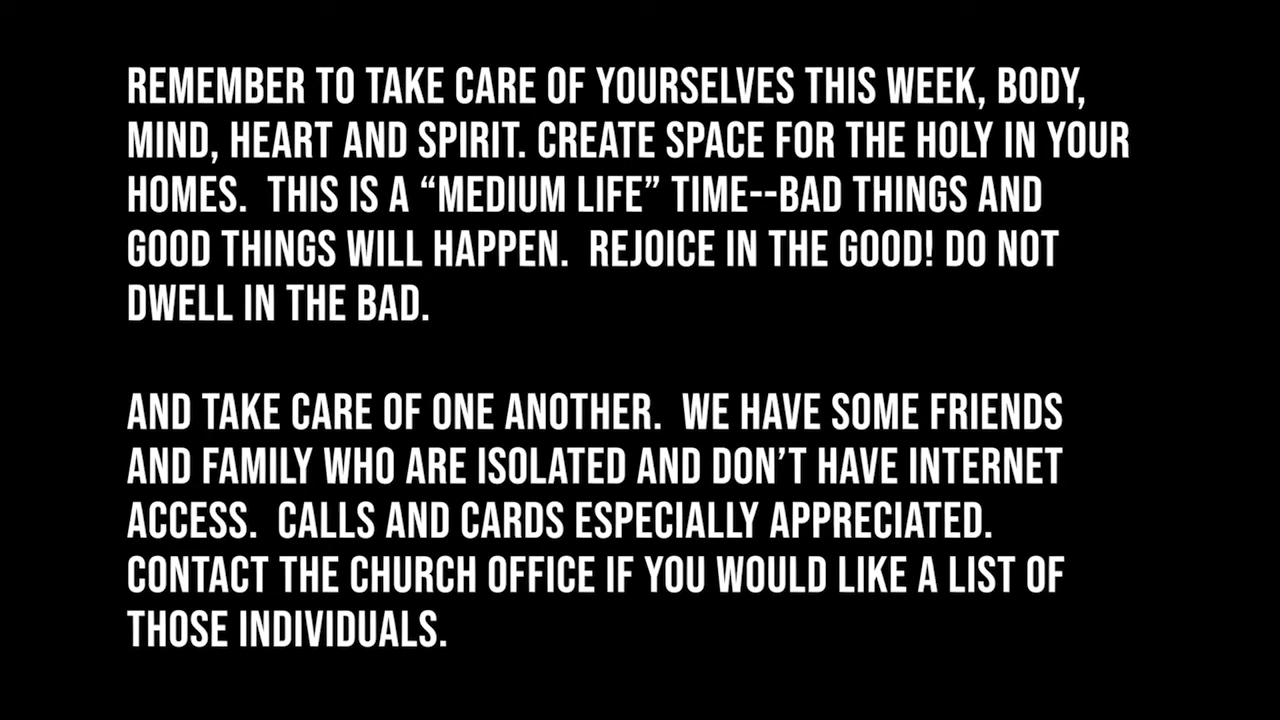 REMEMBER TO TAKE CARE OF YOURSELVES THIS WEEK, BODY,
MIND, HEART AND SPIRIT. CREATE SPACE FOR THE HOLY IN YOUR
HOMES.  THIS IS A “MEDIUM LIFE” TIME--BAD THINGS AND
GOOD THINGS WILL HAPPEN.  REJOICE IN THE GOOD! DO NOT
DWELL IN THE BAD.
AND TAKE CARE OF ONE ANOTHER.  WE HAVE SOME FRIENDS
AND FAMILY WHO ARE ISOLATED AND DON’T HAVE INTERNET
ACCESS.  CALLS AND CARDS ESPECIALLY APPRECIATED.
CONTACT THE CHURCH OFFICE IF YOU WOULD LIKE A LIST OF
THOSE INDIVIDUALS.